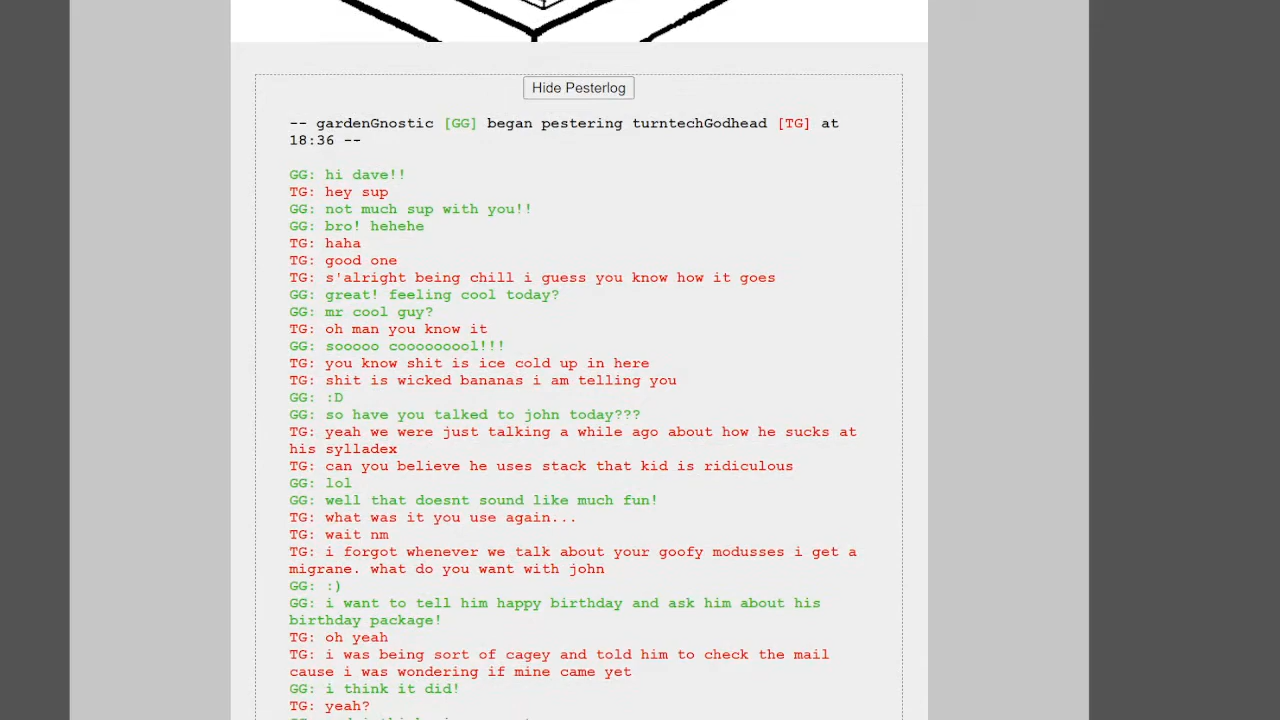 Hide Pesterlog
-- gardenGnostic [GG] began pestering turntechGodhead [TG] at
18:36 --
GG: hi dave!!
TG: hey sup
GG: not much sup with you!!
GG: bro! hehehe
TG: haha
TG: good one
TG: s'alright being chill i guess you know how it goes
GG: great! feeling cool today?
GG: mr cool guy?
TG: oh man you know it
GG: sooooo cooooooool!!!
TG: you know shit is ice cold up in here
TG: shit is wicked bananas i am telling you
GG: :D
GG: so have you talked to john today???
TG: yeah we were just talking a while ago about how he sucks at
his sylladex
TG: can you believe he uses stack that kid is ridiculous
GG: lol
GG: well that doesnt sound like much fun!
TG: what was it you use again...
TG: wait nm
TG: i forgot whenever we talk about your goofy modusses i get a
migrane. what do you want with john
GG: :)
GG: i want to tell him happy birthday and ask him about his
birthday package!
TG: oh yeah
TG: i was being sort of cagey and told him to check the mail
cause i was wondering if mine came yet
GG: i think it did!
TG: yeah?